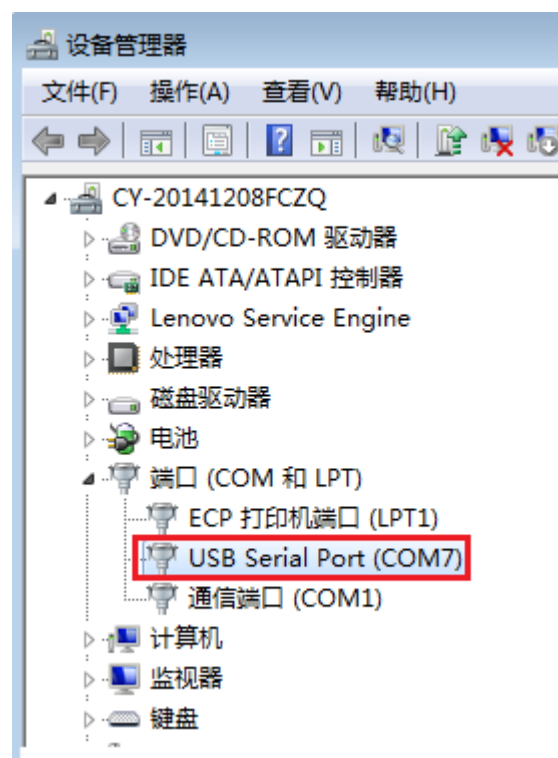 设备管理器
文件(F) 操作(A) 查看(V) 帮助(H)
CY-20141208FCZQ
DVD/CD-ROM 驱动器
IDE ATA/ATAPI 控制器
Lenovo Service Engine
处理器
磁盘驱动器
电池
端口 (COM 和 LPT)
ECP 打印机端口 (LPT1)
USB Serial Port (COM7)
通信端口 (COM1)
计算机
监视器
键盘